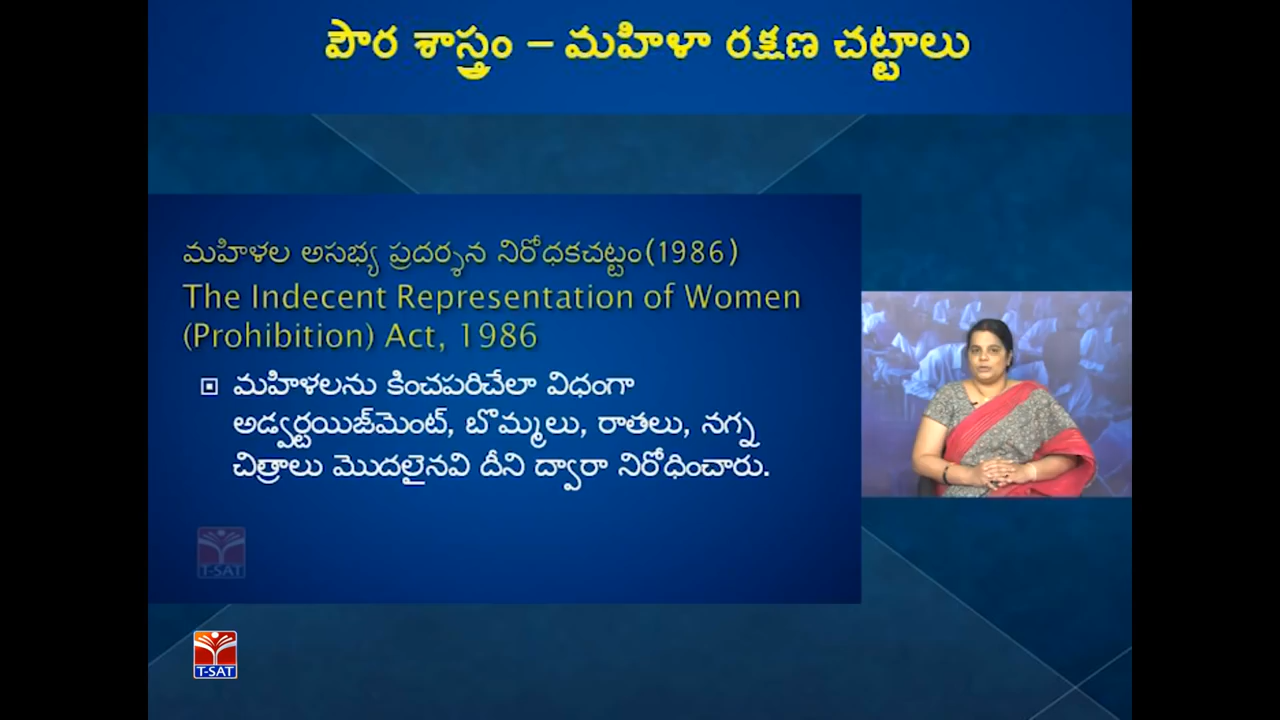 పౌర శాస్త్రం – మహిళా రక్షణ చట్టాలు
మహిళల అసభ్య ప్రదర్శన నిరోధకచట్టం(1986)
The Indecent Representation of Women
(Prohibition) Act, 1986
మహిళలను కించపరిచేలా విధంగా
అడ్వర్టయిజ్‌మెంట్, బొమ్మలు, రాతలు, నగ్న
చిత్రాలు మొదలైనవి దీని ద్వారా నిరోధించారు.
T-SAT
T-SAT